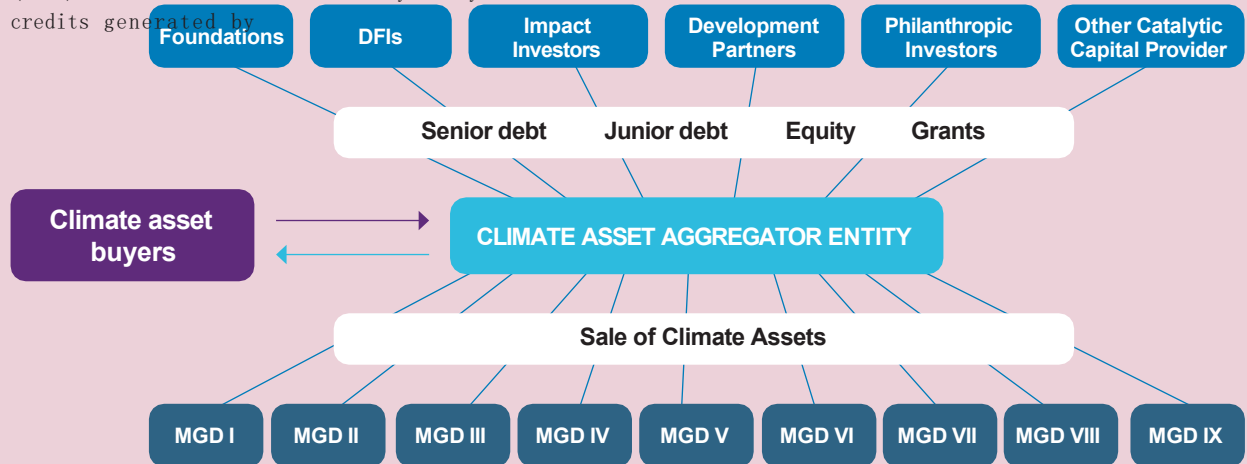 credits generated by
Foundations
DFIs
Impact
Investors
Development
Partners
Philanthropic
Investors
Other Catalytic
Capital Provider
Senior debt Junior debt Equity Grants
Climate asset
buyers
CLIMATE ASSET AGGREGATOR ENTITY
Sale of Climate Assets
MGD I
MGD II
MGD III
MGD IV
MGD V
MGD VI
MGD VII
MGD VIII
MGD IX